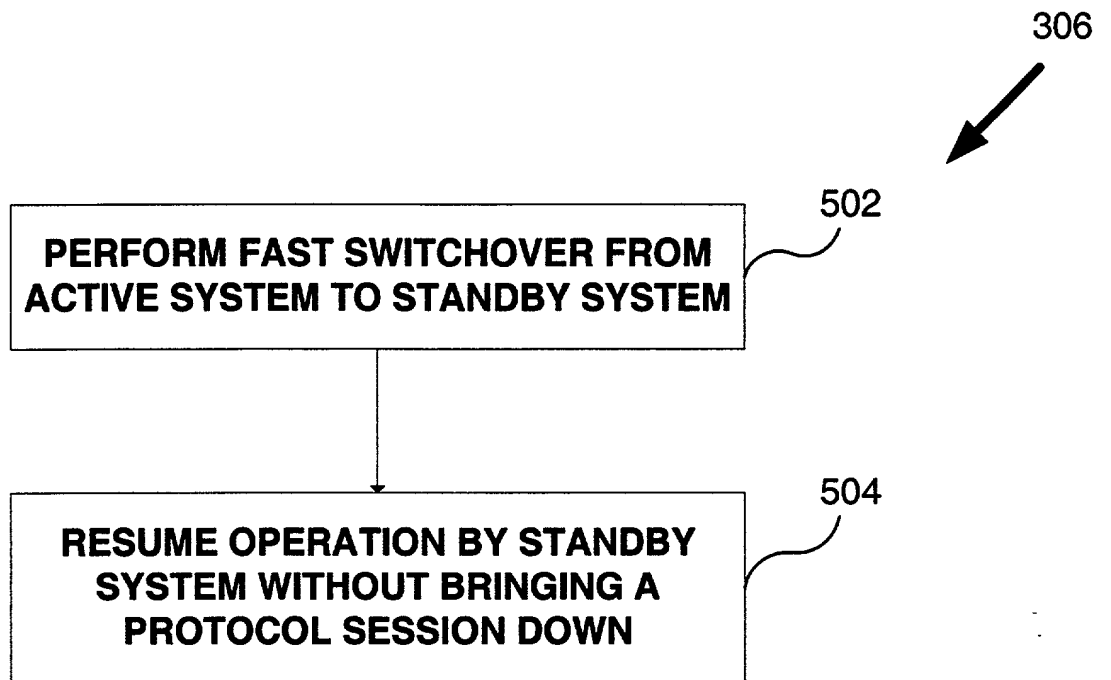 306
502
PERFORM FAST SWITCHOVER FROM
ACTIVE SYSTEM TO STANDBY SYSTEM
504
RESUME OPERATION BY STANDBY
SYSTEM WITHOUT BRINGING A
PROTOCOL SESSION DOWN